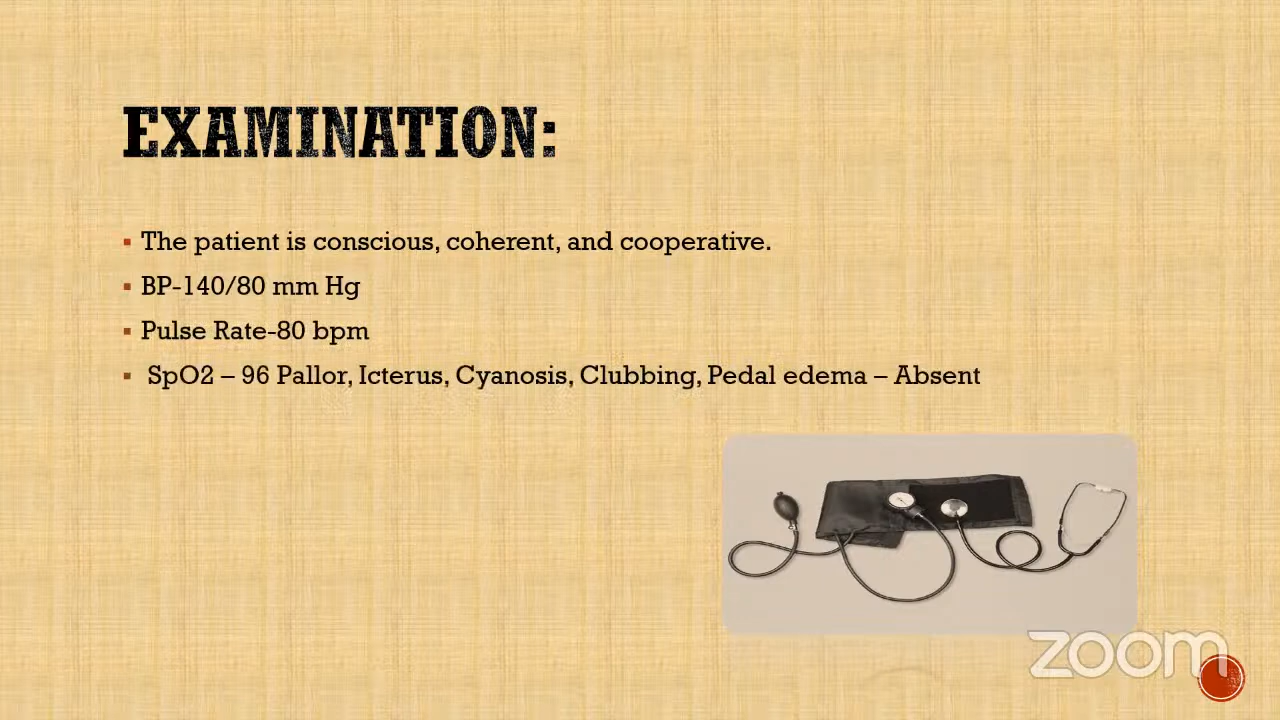 EXAMINATION:
The patient is conscious, coherent, and cooperative.
BP-140/80 mm Hg
Pulse Rate-80 bpm
SpO2 – 96 Pallor, Icterus, Cyanosis, Clubbing, Pedal edema – Absent
zoom